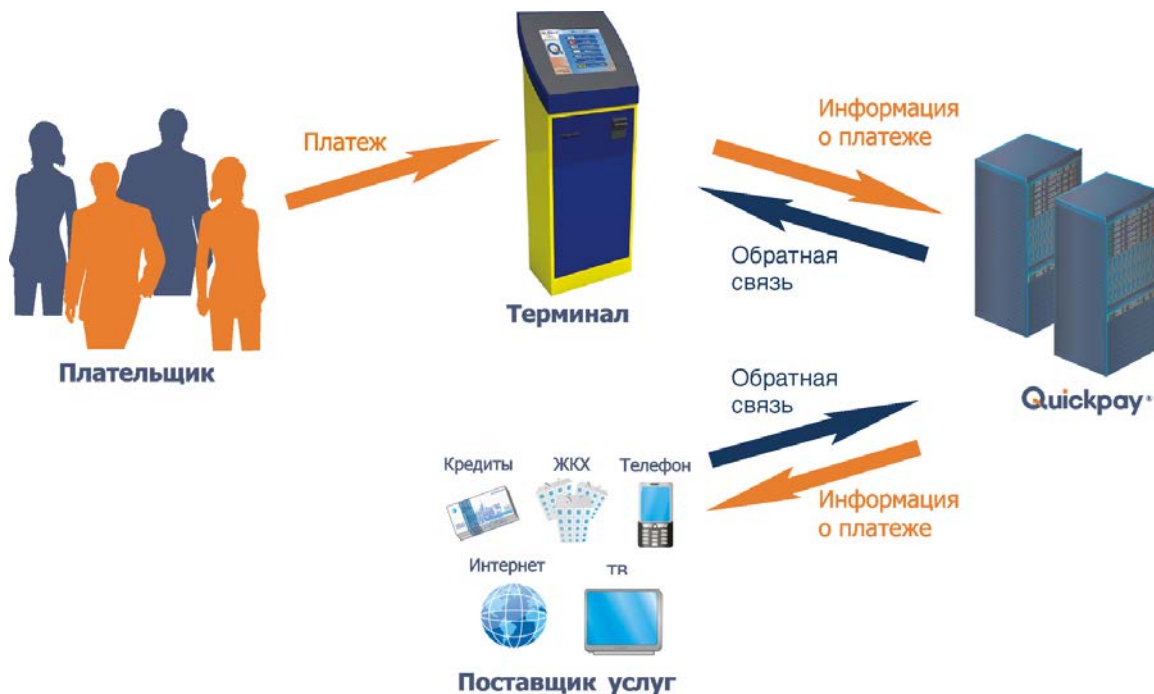 Платеж
Информация
о платеже
Обратная
связь
Терминал
Плательщик
Quickpay®
Обратная
связь
Кредиты
ЖКХ
Телефон
Информация
о платеже
Интернет
ТВ
Поставщик услуг